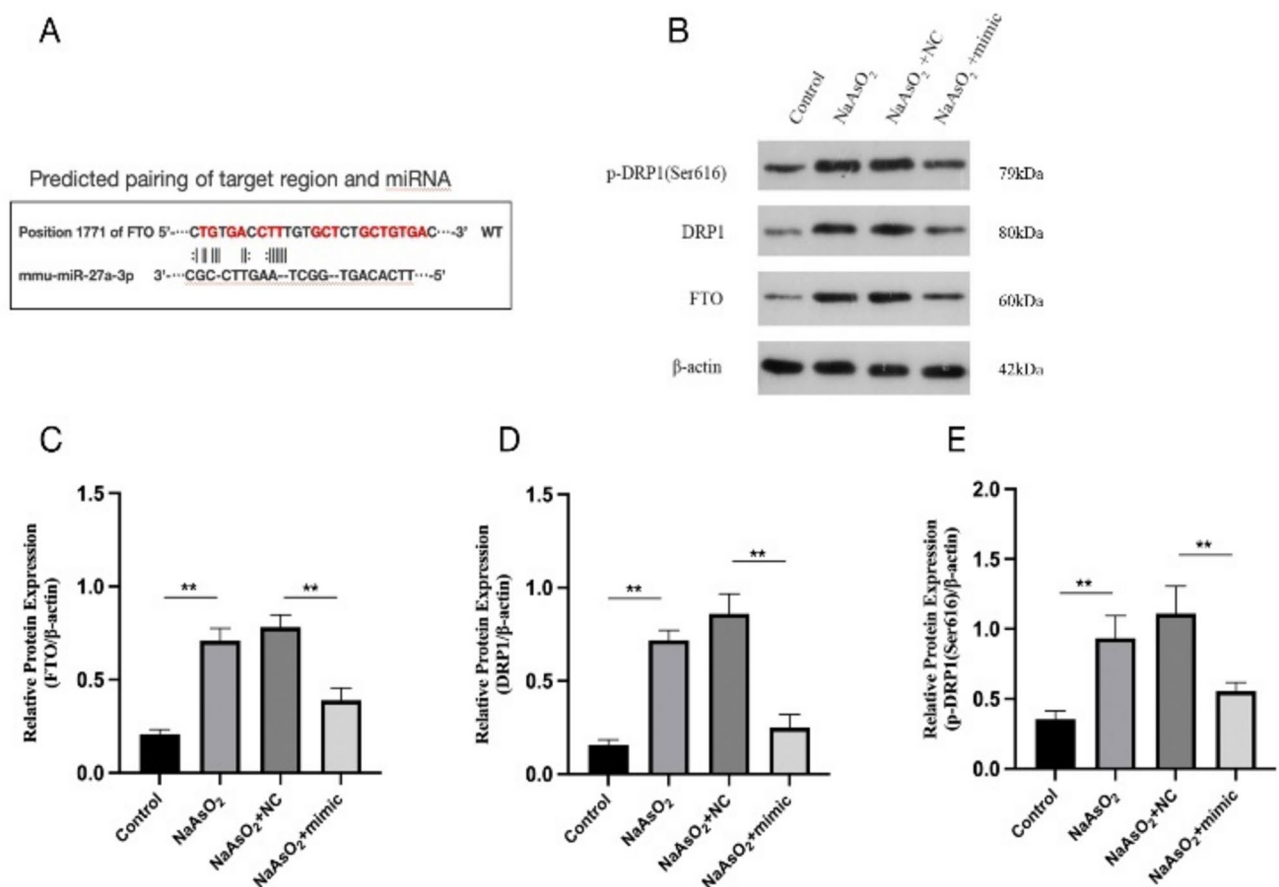 A
B
Control
NaAsO₂
NaAsO₂+NC
NaAsO₂+mimic
Predicted pairing of target region and miRNA
Position 1771 of FTO 5'-···CTGTGACCTTTGTGCTCTGCTGTGAC···-3' WT
mmu-miR-27a-3p 3'-···CGC-CTTGAA--TCGG--TGACACTT···-5'
p-DRP1(Ser616)
79kDa
DRP1
80kDa
FTO
60kDa
β-actin
42kDa
C
Relative Protein Expression
(FTO/β-actin)
1.5
1.0
0.5
0.0
**
**
Control
NaAsO₂
NaAsO₂+NC
NaAsO₂+mimic
D
Relative Protein Expression
(DRP1/β-actin)
1.5
1.0
0.5
0.0
**
**
Control
NaAsO₂
NaAsO₂+NC
NaAsO₂+mimic
E
Relative Protein Expression
(p-DRP1(Ser616)/β-actin)
2.0
1.5
1.0
0.5
0.0
**
**
Control
NaAsO₂
NaAsO₂+NC
NaAsO₂+mimic